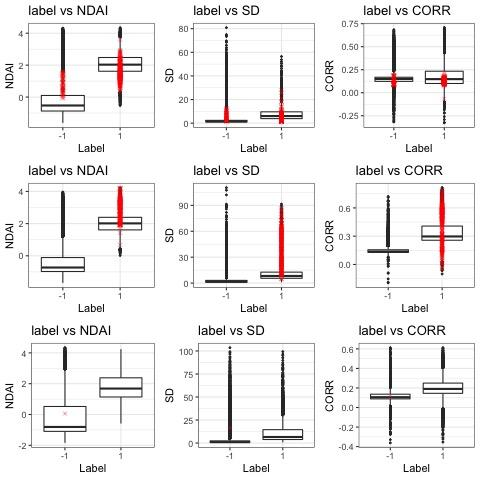 label vs NDAI
4
2
0
NDAI
-1
1
Label
label vs SD
80
60
40
20
0
SD
-1
1
Label
label vs CORR
0.75
0.50
0.25
0.00
-0.25
CORR
-1
1
Label
label vs NDAI
4
2
0
NDAI
-1
1
Label
label vs SD
90
60
30
0
SD
-1
1
Label
label vs CORR
0.6
0.3
0.0
CORR
-1
1
Label
label vs NDAI
4
2
0
-2
NDAI
-1
1
Label
label vs SD
100
75
50
25
0
SD
-1
1
Label
label vs CORR
0.6
0.4
0.2
0.0
-0.2
-0.4
CORR
-1
1
Label